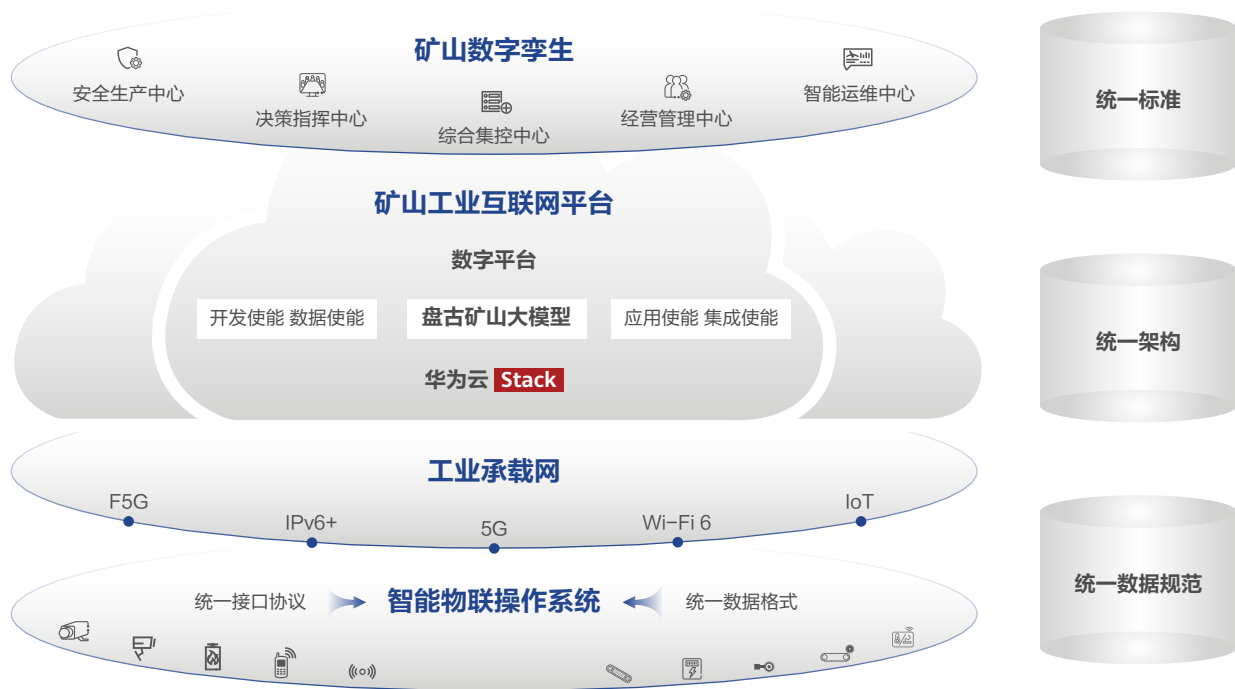 矿山数字孪生
安全生产中心
决策指挥中心
综合集控中心
经营管理中心
智能运维中心
矿山工业互联网平台
数字平台
开发使能 数据使能
盘古矿山大模型
应用使能 集成使能
华为云 Stack
工业承载网
F5G
IPv6+
5G
Wi-Fi 6
IoT
统一接口协议
智能物联操作系统
统一数据格式
统一标准
统一架构
统一数据规范